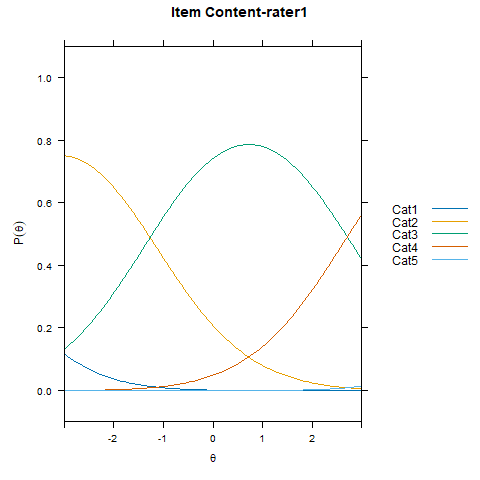 Item Content-rater1
1.0
0.8
0.6
0.4
0.2
0.0
P(θ)
-2 -1 0 1 2
θ
Cat1
Cat2
Cat3
Cat4
Cat5